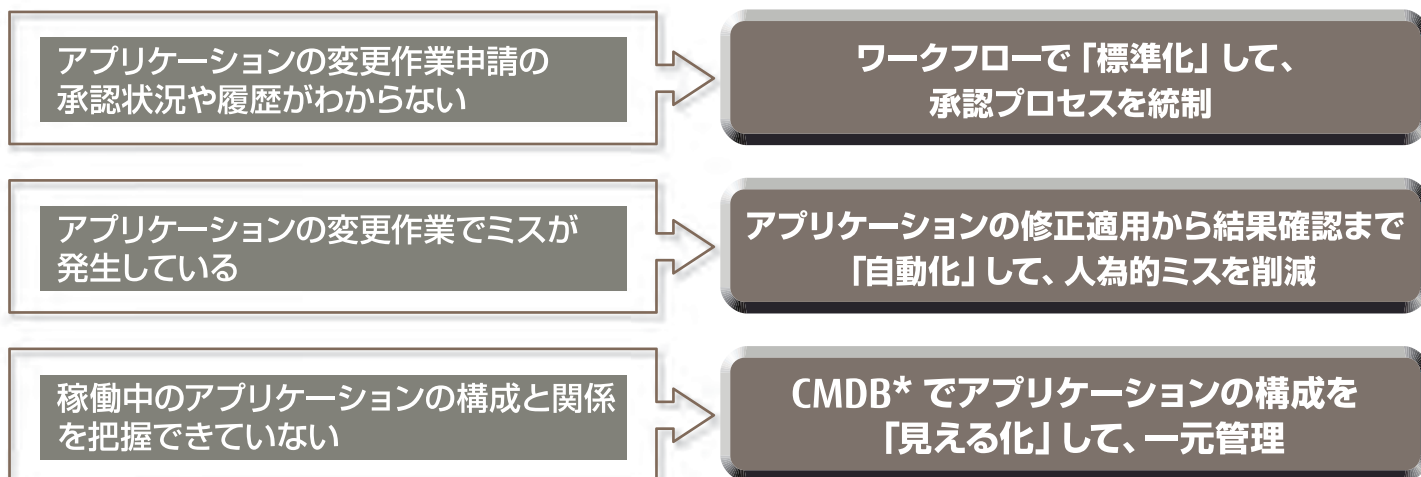 アプリケーションの変更作業申請の
承認状況や履歴がわからない
ワークフローで「標準化」して、
承認プロセスを統制
アプリケーションの変更作業でミスが
発生している
アプリケーションの修正適用から結果確認まで
「自動化」して、人為的ミスを削減
稼働中のアプリケーションの構成と関係
を把握できていない
CMDB* でアプリケーションの構成を
「見える化」して、一元管理